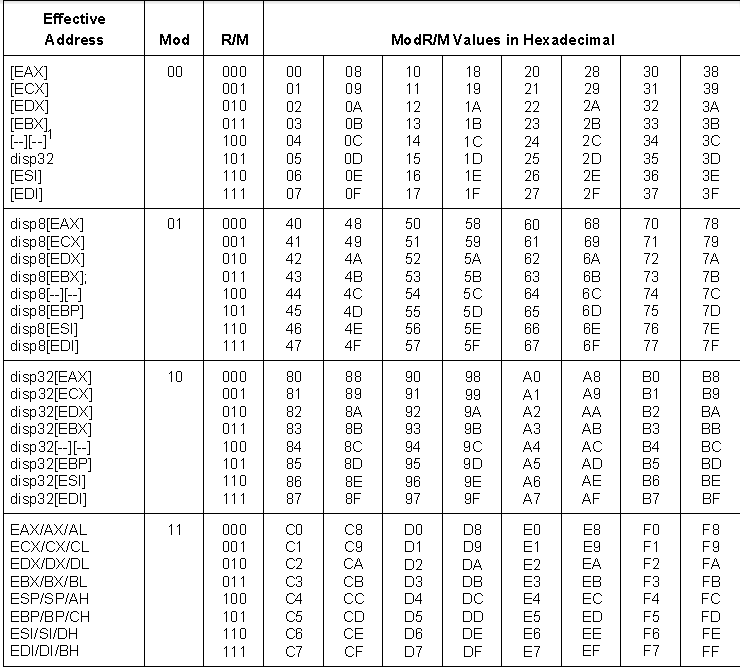 Effective
Address Mod R/M ModR/M Values in Hexadecimal
[EAX] 00 000 00 08 10 18 20 28 30 38
[ECX] 001 01 09 11 19 21 29 31 39
[EDX] 010 02 0A 12 1A 22 2A 32 3A
[EBX] 011 03 0B 13 1B 23 2B 33 3B
[--][--]1 100 04 0C 14 1C 24 2C 34 3C
disp32 101 05 0D 15 1D 25 2D 35 3D
[ESI] 110 06 0E 16 1E 26 2E 36 3E
[EDI] 111 07 0F 17 1F 27 2F 37 3F
disp8[EAX] 01 000 40 48 50 58 60 68 70 78
disp8[ECX] 001 41 49 51 59 61 69 71 79
disp8[EDX] 010 42 4A 52 5A 62 6A 72 7A
disp8[EBX]; 011 43 4B 53 5B 63 6B 73 7B
disp8[--][--] 100 44 4C 54 5C 64 6C 74 7C
disp8[EBP] 101 45 4D 55 5D 65 6D 75 7D
disp8[ESI] 110 46 4E 56 5E 66 6E 76 7E
disp8[EDI] 111 47 4F 57 5F 67 6F 77 7F
disp32[EAX] 10 000 80 88 90 98 A0 A8 B0 B8
disp32[ECX] 001 81 89 91 99 A1 A9 B1 B9
disp32[EDX] 010 82 8A 92 9A A2 AA B2 BA
disp32[EBX] 011 83 8B 93 9B A3 AB B3 BB
disp32[--][--] 100 84 8C 94 9C A4 AC B4 BC
disp32[EBP] 101 85 8D 95 9D A5 AD B5 BD
disp32[ESI] 110 86 8E 96 9E A6 AE B6 BE
disp32[EDI] 111 87 8F 97 9F A7 AF B7 BF
EAX/AX/AL 11 000 C0 C8 D0 D8 E0 E8 F0 F8
ECX/CX/CL 001 C1 C9 D1 D9 E1 E9 F1 F9
EDX/DX/DL 010 C2 CA D2 DA E2 EA F2 FA
EBX/BX/BL 011 C3 CB D3 DB E3 EB F3 FB
ESP/SP/AH 100 C4 CC D4 DC E4 EC F4 FC
EBP/BP/CH 101 C5 CD D5 DD E5 ED F5 FD
ESI/SI/DH 110 C6 CE D6 DE E6 EE F6 FE
EDI/DI/BH 111 C7 CF D7 DF E7 EF F7 FF